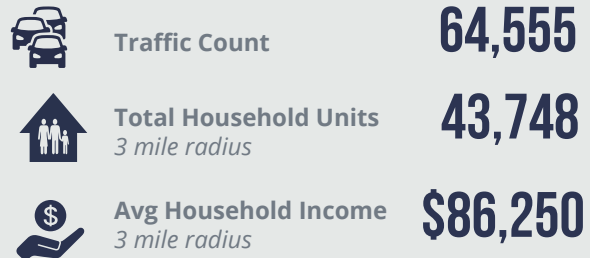 Traffic Count 64,555
Total Household Units 43,748
3 mile radius
$
Avg Household Income $86,250
3 mile radius